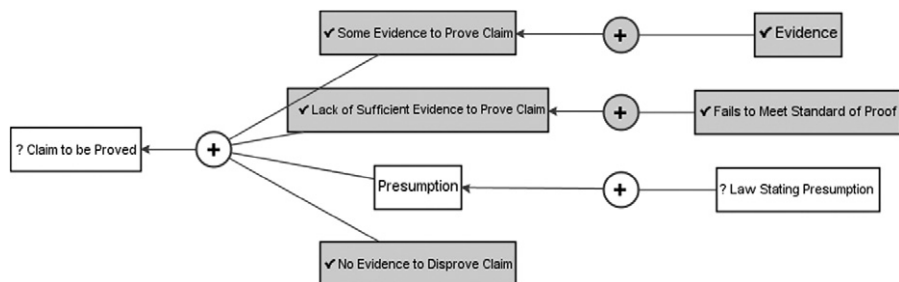 ✔ Some Evidence to Prove Claim
+
✔ Evidence
✔ Lack of Sufficient Evidence to Prove Claim
+
✔ Fails to Meet Standard of Proof
? Claim to be Proved
+
Presumption
+
? Law Stating Presumption
✔ No Evidence to Disprove Claim